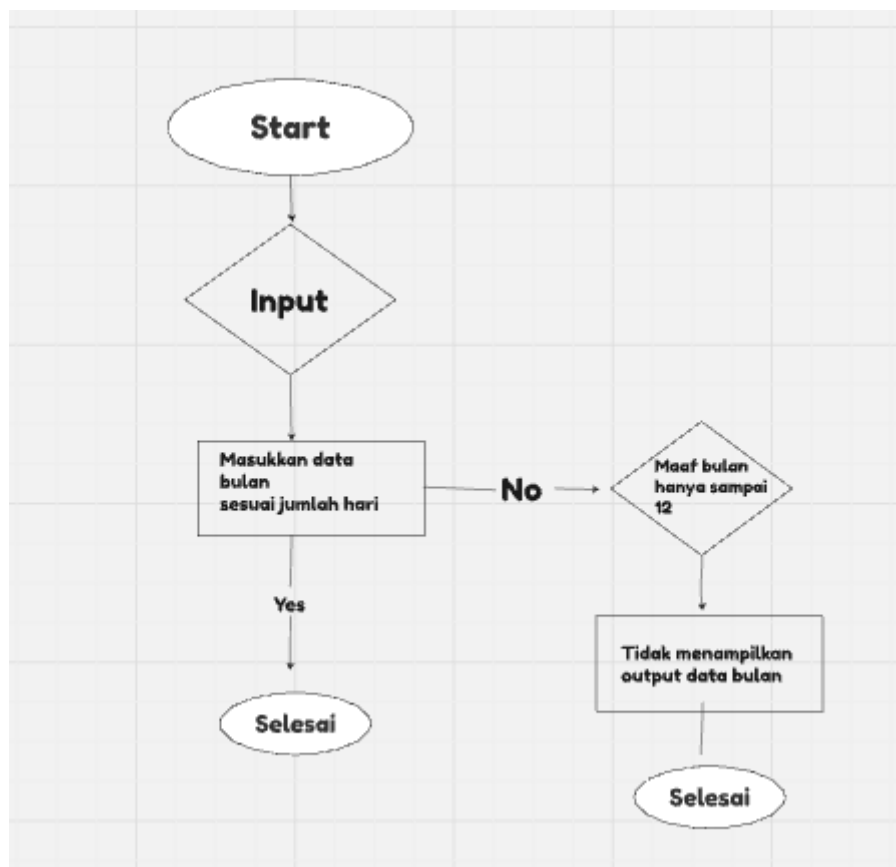 Start
Input
Masukkan data
bulan
sesuai jumlah hari
No
Maaf bulan
hanya sampai
12
Yes
Tidak menampilkan
output data bulan
Selesai
Selesai